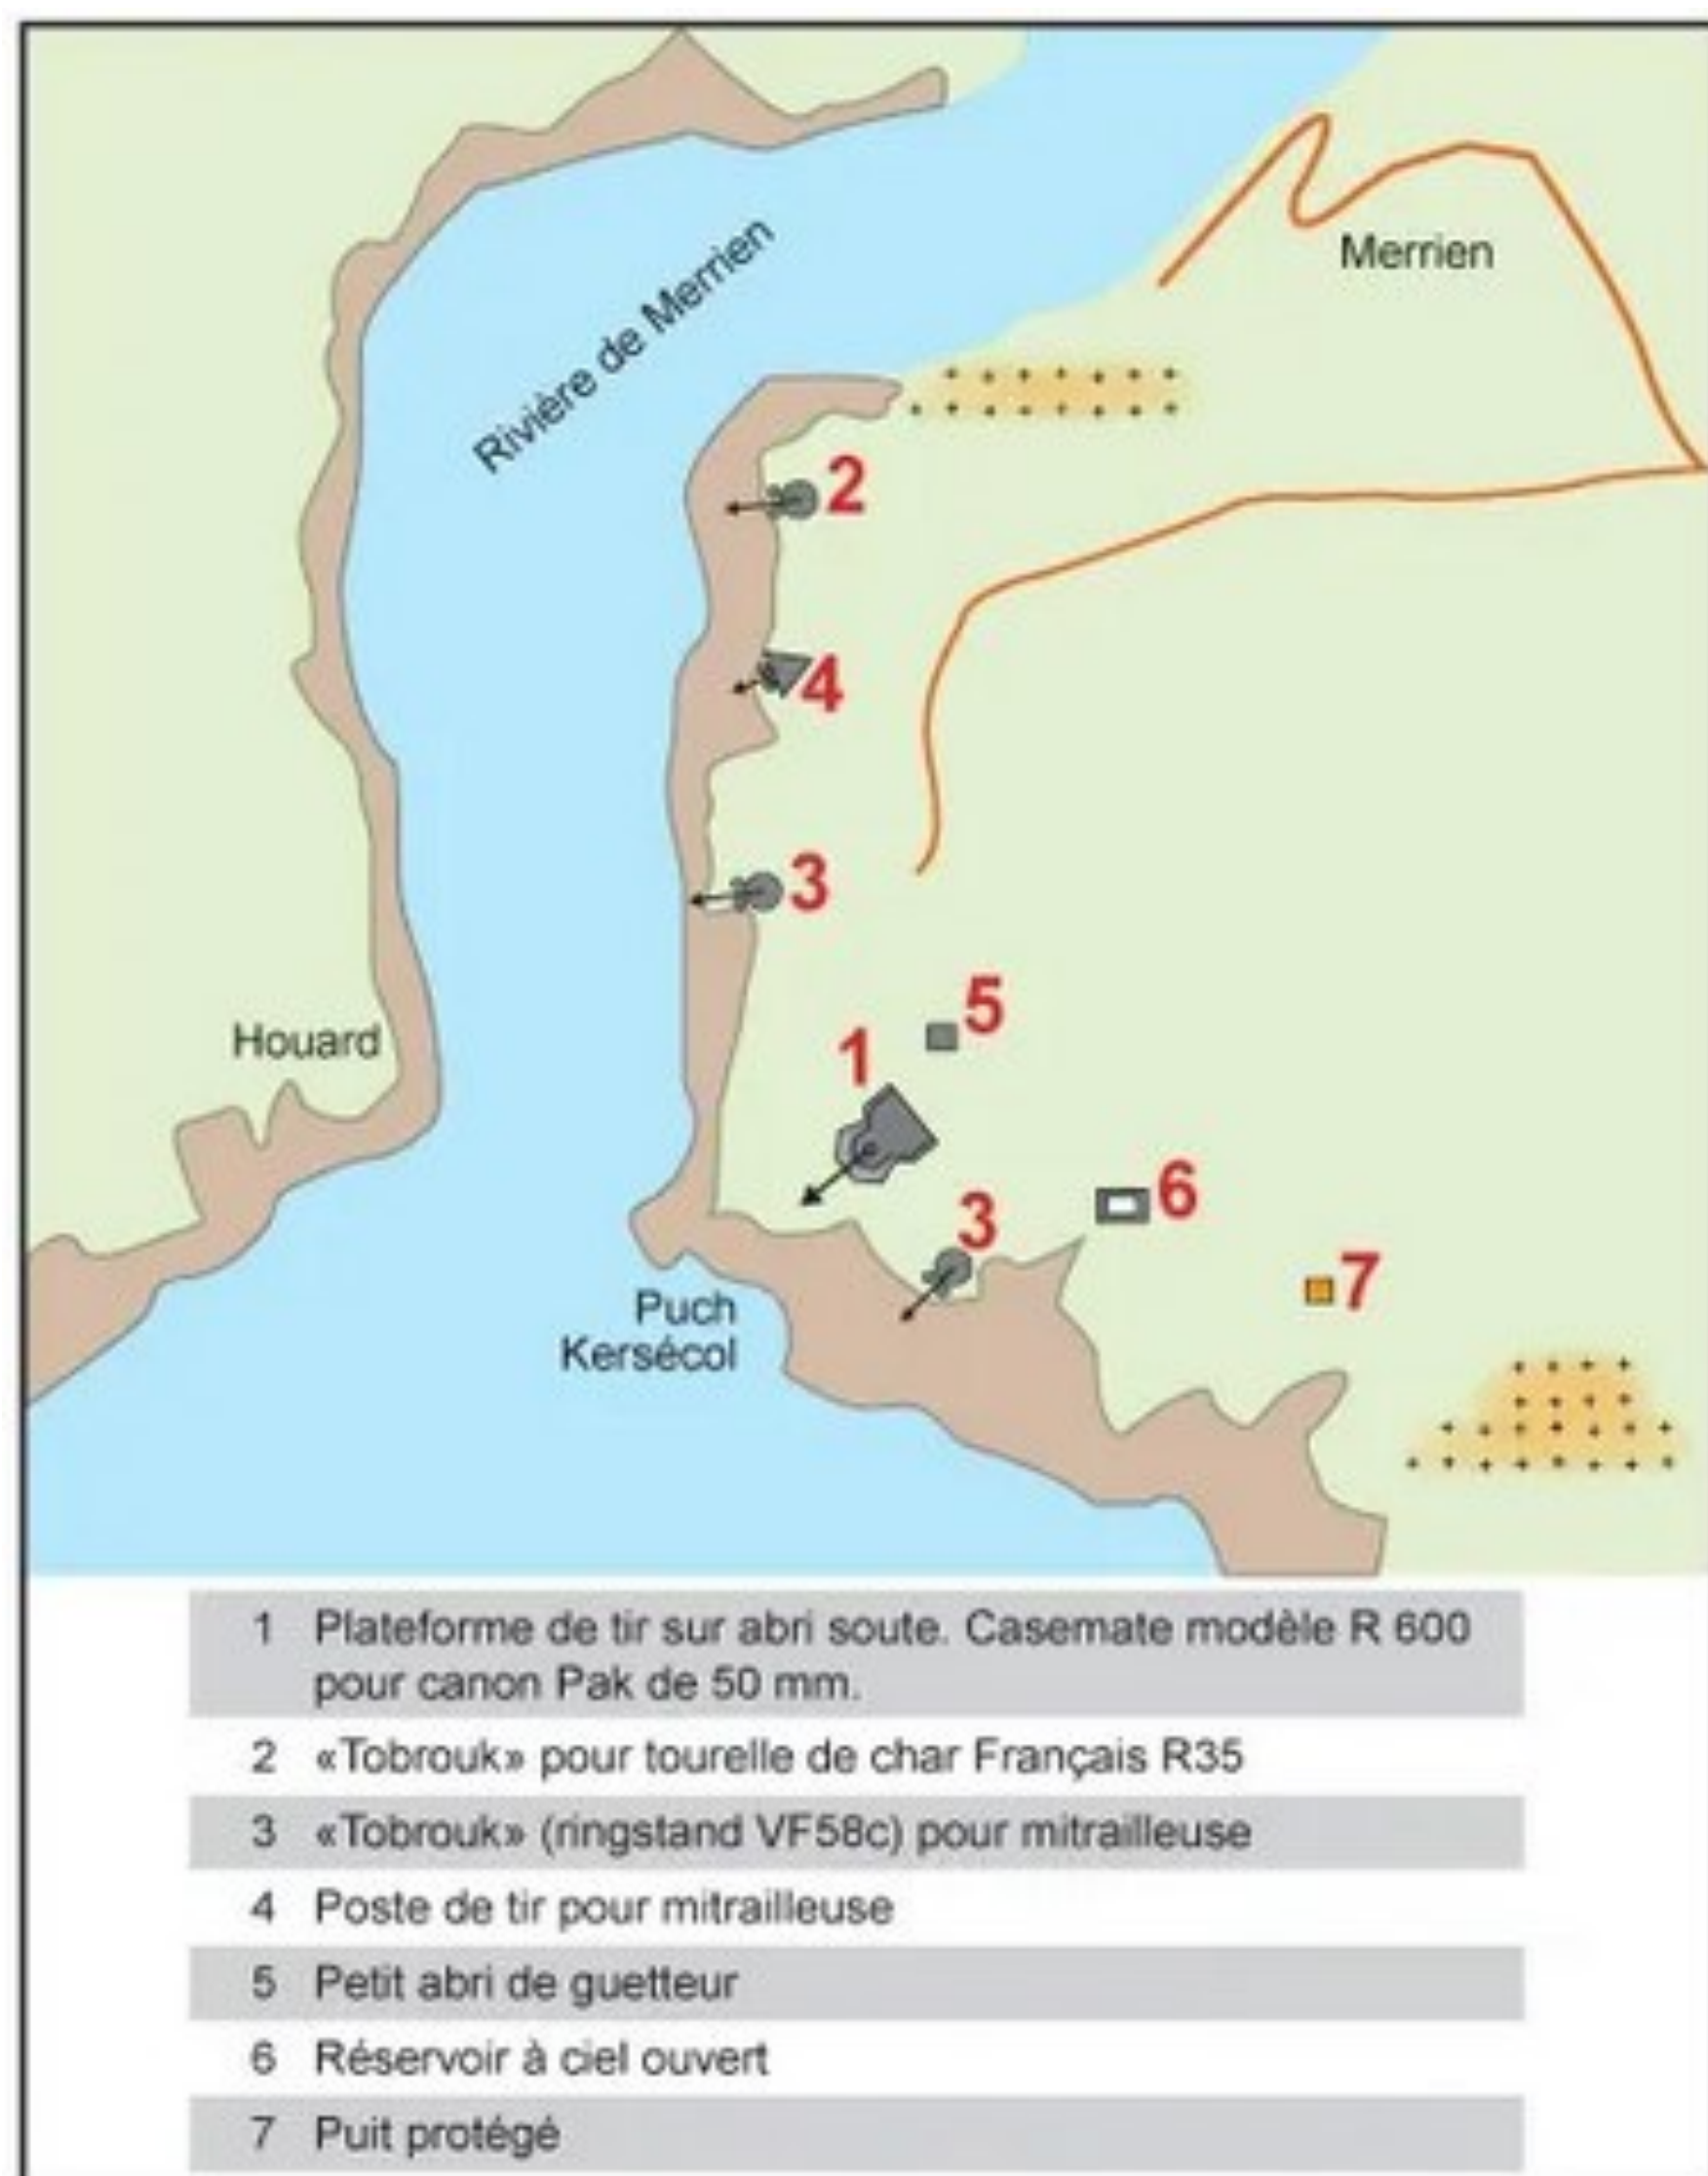 Rivière de Merrien
Merrien
2
4
3
5
1
Houard
6
3
7
Puch
Kersécol
1 Plateforme de tir sur abri soute. Casemate modèle R 600
pour canon Pak de 50 mm.
2 «Tobrouk» pour tourelle de char Français R35
3 «Tobrouk» (ringstand VF58c) pour mitrailleuse
4 Poste de tir pour mitrailleuse
5 Petit abri de guetteur
6 Réservoir à ciel ouvert
7 Puit protégé